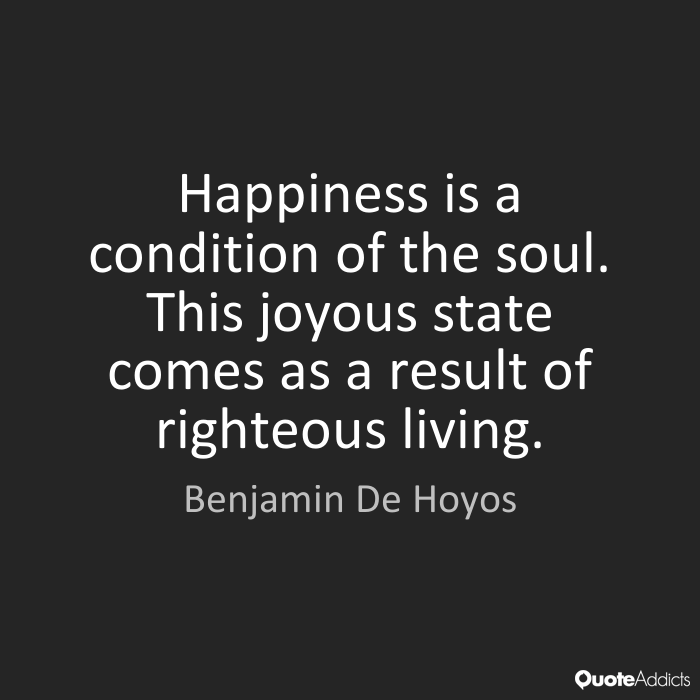 Happiness is a
condition of the soul.
This joyous state
comes as a result of
righteous living.
Benjamin De Hoyos
QuoteAddicts